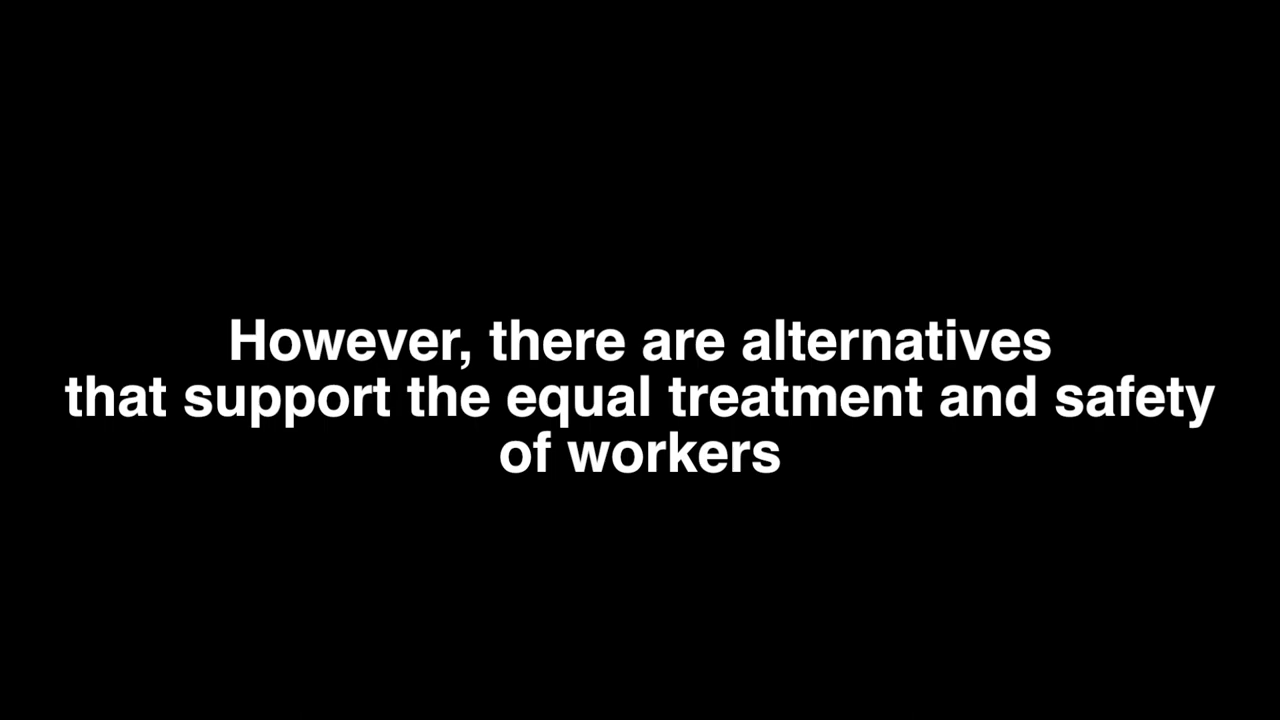 However, there are alternatives
that support the equal treatment and safety
of workers